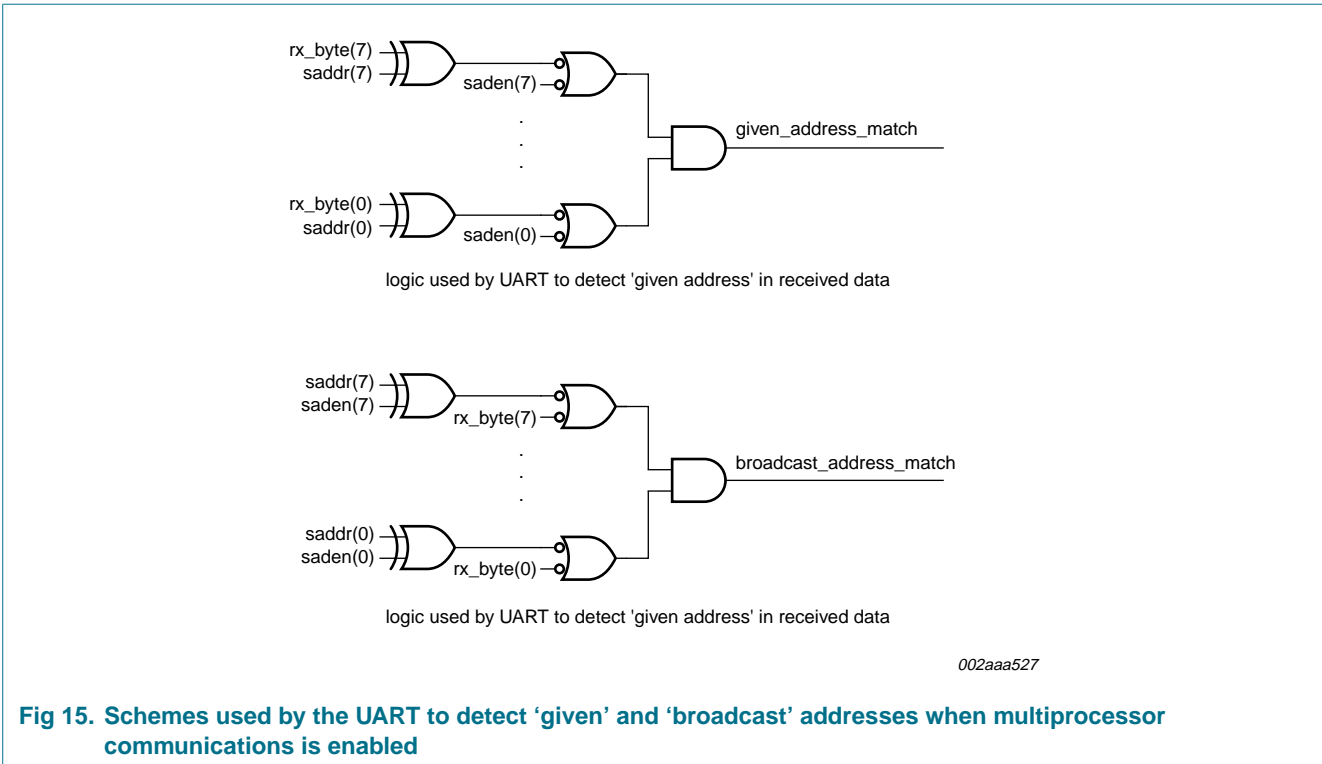 rx_byte(7)
saddr(7)
saden(7)
.
.
.
given_address_match
rx_byte(0)
saddr(0)
saden(0)
logic used by UART to detect 'given address' in received data
saddr(7)
saden(7)
rx_byte(7)
.
.
.
broadcast_address_match
saddr(0)
saden(0)
rx_byte(0)
logic used by UART to detect 'given address' in received data
002aaa527
Fig 15. Schemes used by the UART to detect ‘given’ and ‘broadcast’ addresses when multiprocessor
communications is enabled